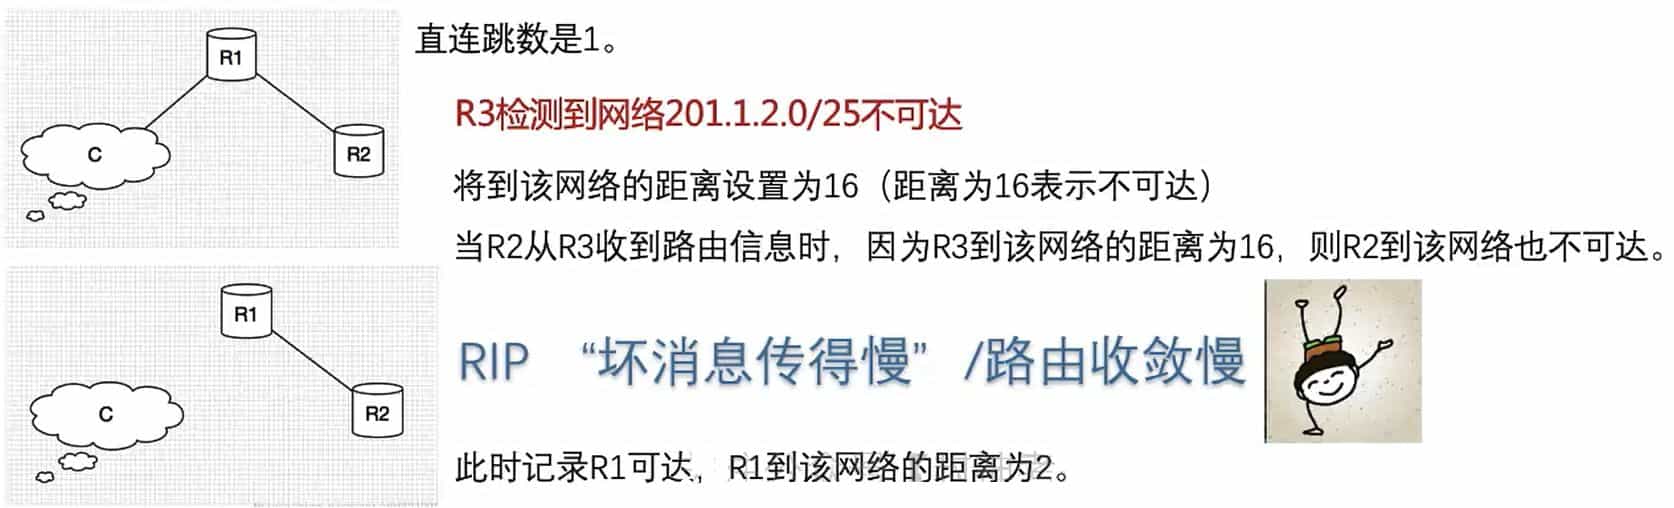 直连跳数是1。
R1
C
R2
R3检测到网络201.1.2.0/25不可达
将到该网络的距离设置为16（距离为16表示不可达）
当R2从R3收到路由信息时，因为R3到该网络的距离为16，则R2到该网络也不可达。
R1
C
R2
RIP “坏消息传得慢” /路由收敛慢
此时记录R1可达，R1到该网络的距离为2。